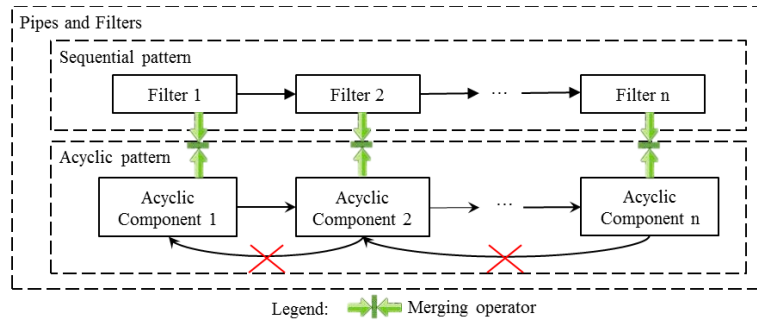 Pipes and Filters
Sequential pattern
Filter 1
Filter 2
...
Filter n
Acyclic pattern
Acyclic
Component 1
Acyclic
Component 2
...
Acyclic
Component n
Legend:
Merging operator